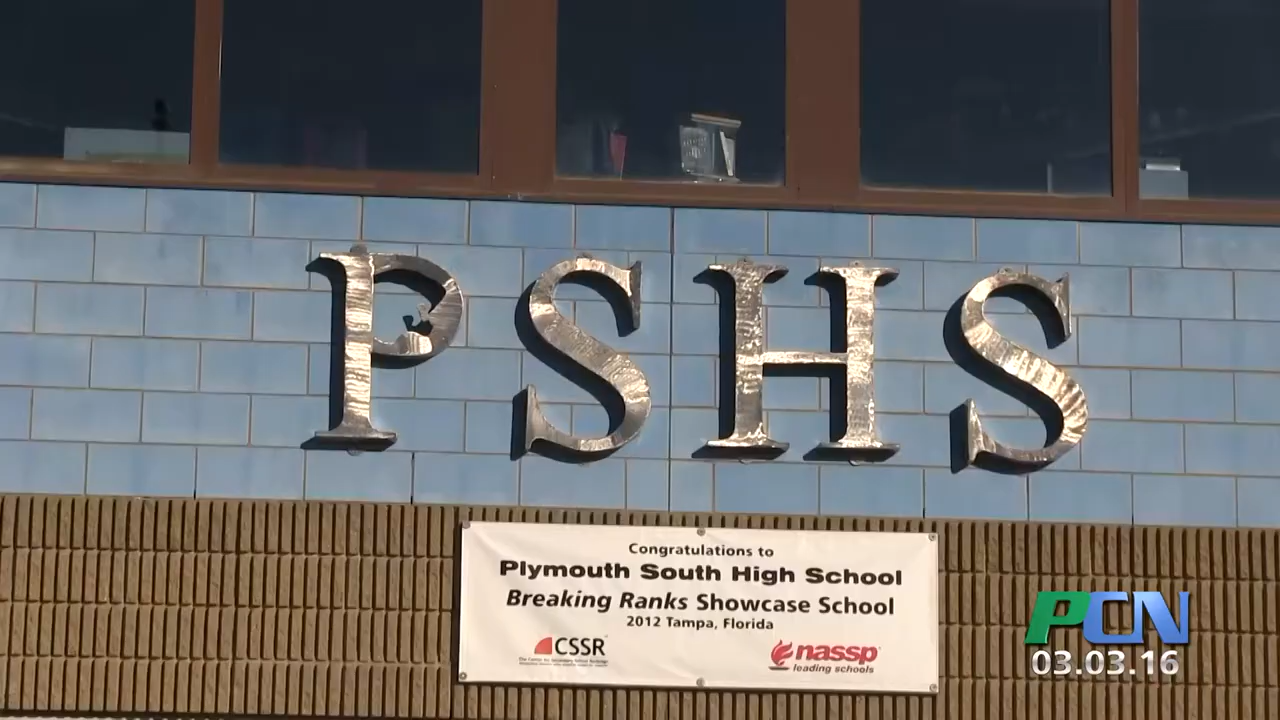 PSHS
Congratulations to
Plymouth South High School
Breaking Ranks Showcase School
2012 Tampa, Florida
CSSR
nassp
leading schools
PCN
03.03.16